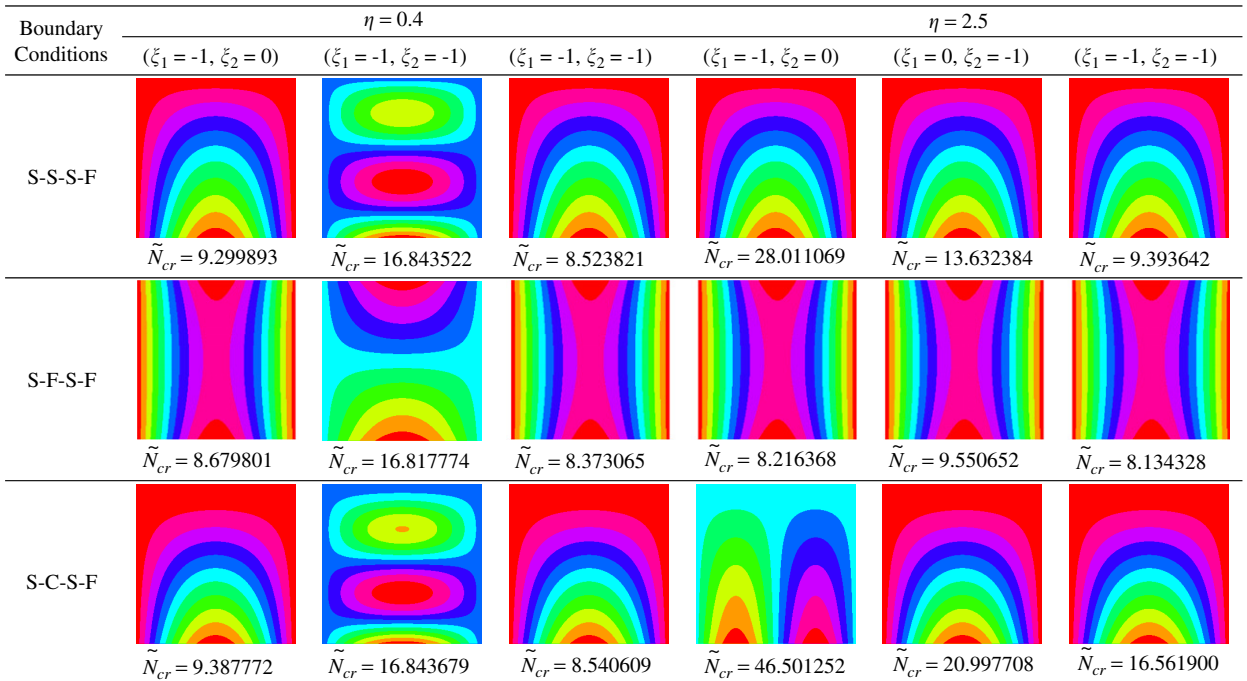 Boundary Conditions
η = 0.4
η = 2.5
(ξ₁ = -1, ξ₂ = 0) (ξ₁ = -1, ξ₂ = -1) (ξ₁ = -1, ξ₂ = -1) (ξ₁ = -1, ξ₂ = 0) (ξ₁ = 0, ξ₂ = -1) (ξ₁ = -1, ξ₂ = -1)
S-S-S-F
Ñcr = 9.299893 Ñcr = 16.843522 Ñcr = 8.523821 Ñcr = 28.011069 Ñcr = 13.632384 Ñcr = 9.393642
S-F-S-F
Ñcr = 8.679801 Ñcr = 16.817774 Ñcr = 8.373065 Ñcr = 8.216368 Ñcr = 9.550652 Ñcr = 8.134328
S-C-S-F
Ñcr = 9.387772 Ñcr = 16.843679 Ñcr = 8.540609 Ñcr = 46.501252 Ñcr = 20.997708 Ñcr = 16.561900